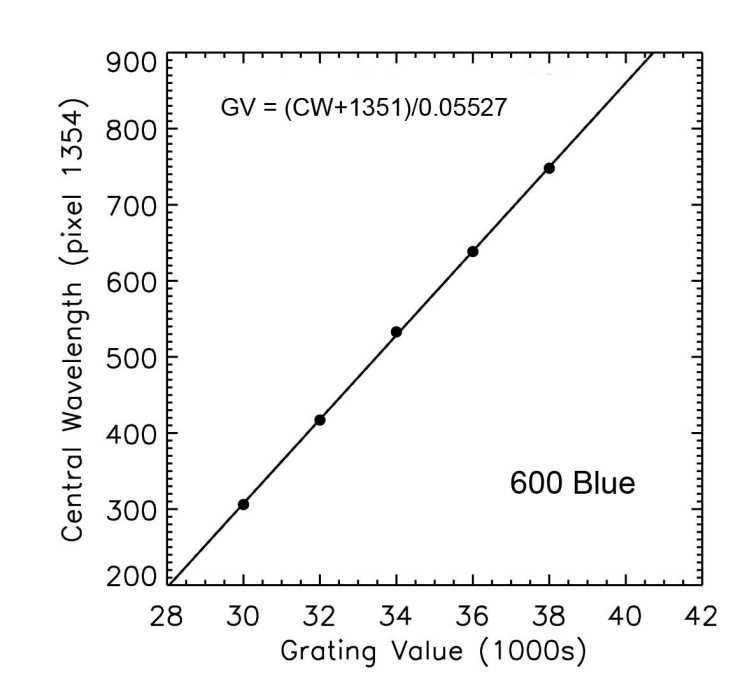 900
GV = (CW+1351)/0.05527
800
700
600
500
400
300
200
Central Wavelength (pixel 1354)
600 Blue
28 30 32 34 36 38 40 42
Grating Value (1000s)